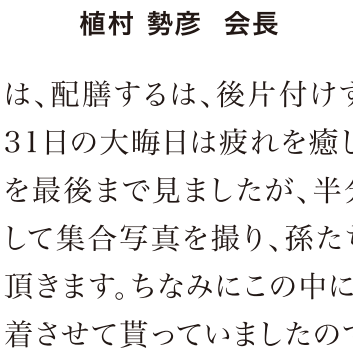 植村 勢彦 会長
は、配膳するは、後片付けす
31日の大晦日は疲れを癒し
を最後まで見ましたが、半分
して集合写真を撮り、孫たち
頂きます。ちなみにこの中に
着させて貰っていましたので